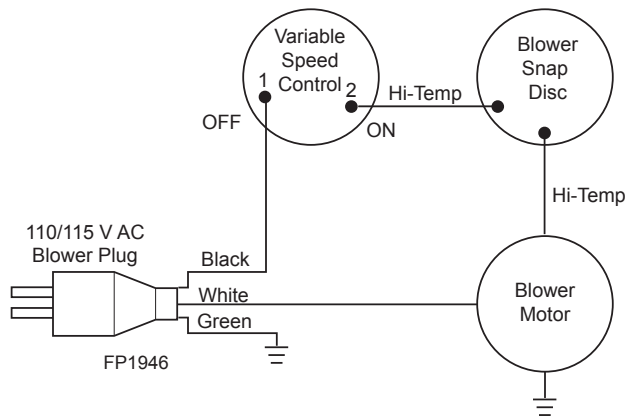 Variable
Speed
Control
1
2
OFF
ON
Hi-Temp
Blower
Snap
Disc
Hi-Temp
110/115 V AC
Blower Plug
Black
White
Green
FP1946
Blower
Motor